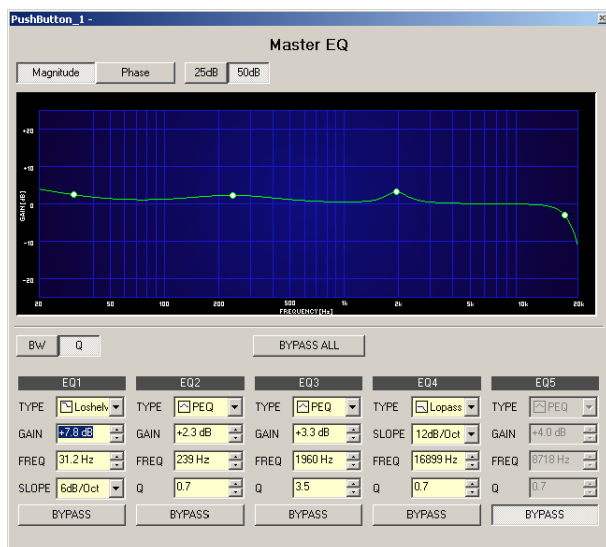 PushButton_1 -
Master EQ
Magnitude Phase 25dB 50dB
+20
+10
0
-10
-20
GAIN[dB]
20 50 100 200 500 1k 2k 5k 10k 20k
FREQUENCY[Hz]
BW Q BYPASS ALL
EQ1 EQ2 EQ3 EQ4 EQ5
TYPE Loshelv TYPE PEQ TYPE PEQ TYPE Lopass TYPE PEQ
GAIN +7.8 dB GAIN +2.3 dB GAIN +3.3 dB SLOPE 12dB/Oct GAIN +4.0 dB
FREQ 31.2 Hz FREQ 239 Hz FREQ 1960 Hz FREQ 16899 Hz FREQ 8718 Hz
SLOPE 6dB/Oct Q 0.7 Q 3.5 Q 0.7 Q 0.7
BYPASS BYPASS BYPASS BYPASS BYPASS